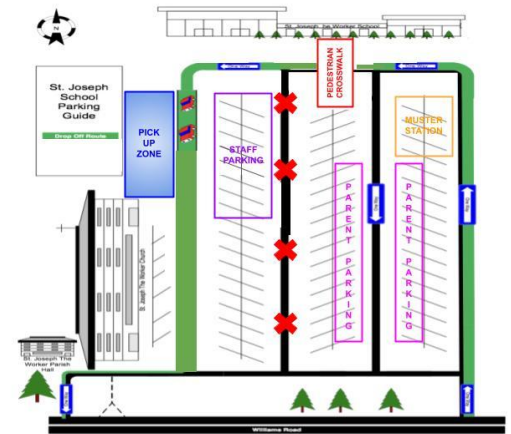 St. Joseph the Worker School
N
St. Joseph
School
Parking
Guide
Drop Off Route
PICK
UP
ZONE
STAFF
PARKING
PEDESTRIAN
CROSSWALK
MUSTER
STATION
PARENT PARKING
PARENT PARKING
St. Joseph The Worker Church
St. Joseph The
Worker Parish
Hall
Williams Road